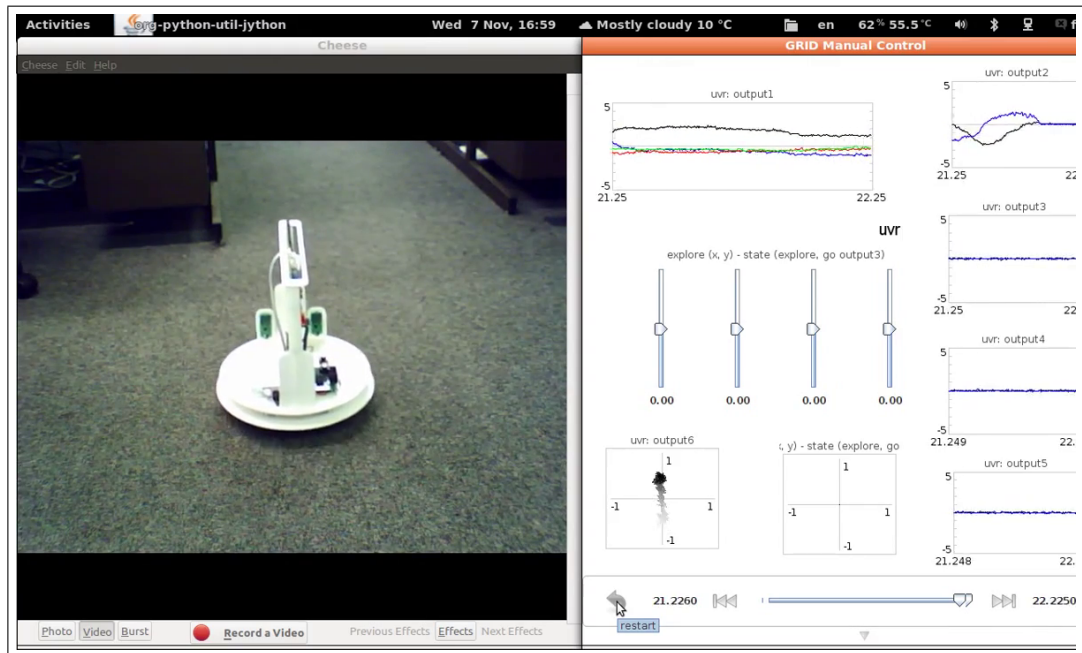 Activities org-python-util-jython Wed 7 Nov, 16:59 Mostly cloudy 10 °C en 62% 55.5°C
Cheese
Cheese Edit Help
Photo Video Burst Record a Video Previous Effects Effects Next Effects
GRID Manual Control
uvr: output1
5
-5
21.25 22.25
uvr: output2
5
-5
21.25 22
uvr
explore (x, y) - state (explore, go output3)
0.00 0.00 0.00 0.00
uvr: output3
5
-5
21.25 22
uvr: output4
5
-5
21.249 22.
uvr: output6
1
-1 1
-1
, y) - state (explore, go
1
-1 1
-1
uvr: output5
5
-5
21.248 22.
21.2260 22.2250
restart